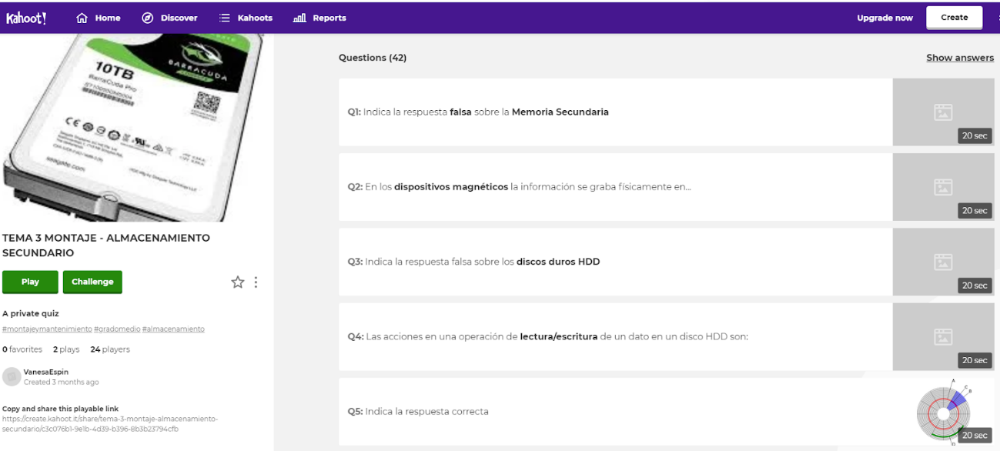 Kahoot!
Home
Discover
Kahoots
Reports
Upgrade now
Create
BARRACUDA
10TB
BarraCuda Pro
seagate.com
TEMA 3 MONTAJE - ALMACENAMIENTO
SECUNDARIO
Play
Challenge
A private quiz
#montajeymantenimiento #gradomedio #almacenamiento
0 favorites 2 plays 24 players
VanesaEspin
Created 3 months ago
Copy and share this playable link
https://create.kahoot.it/share/tema-3-montaje-almacenamiento-
secundario/c3c076b1-9e1b-4d39-b396-8b3b23794cfb
Questions (42)
Show answers
Q1: Indica la respuesta falsa sobre la Memoria Secundaria
20 sec
Q2: En los dispositivos magnéticos la información se graba físicamente en...
20 sec
Q3: Indica la respuesta falsa sobre los discos duros HDD
20 sec
Q4: Las acciones en una operación de lectura/escritura de un dato en un disco HDD son:
20 sec
Q5: Indica la respuesta correcta
A
C
B
D
20 sec